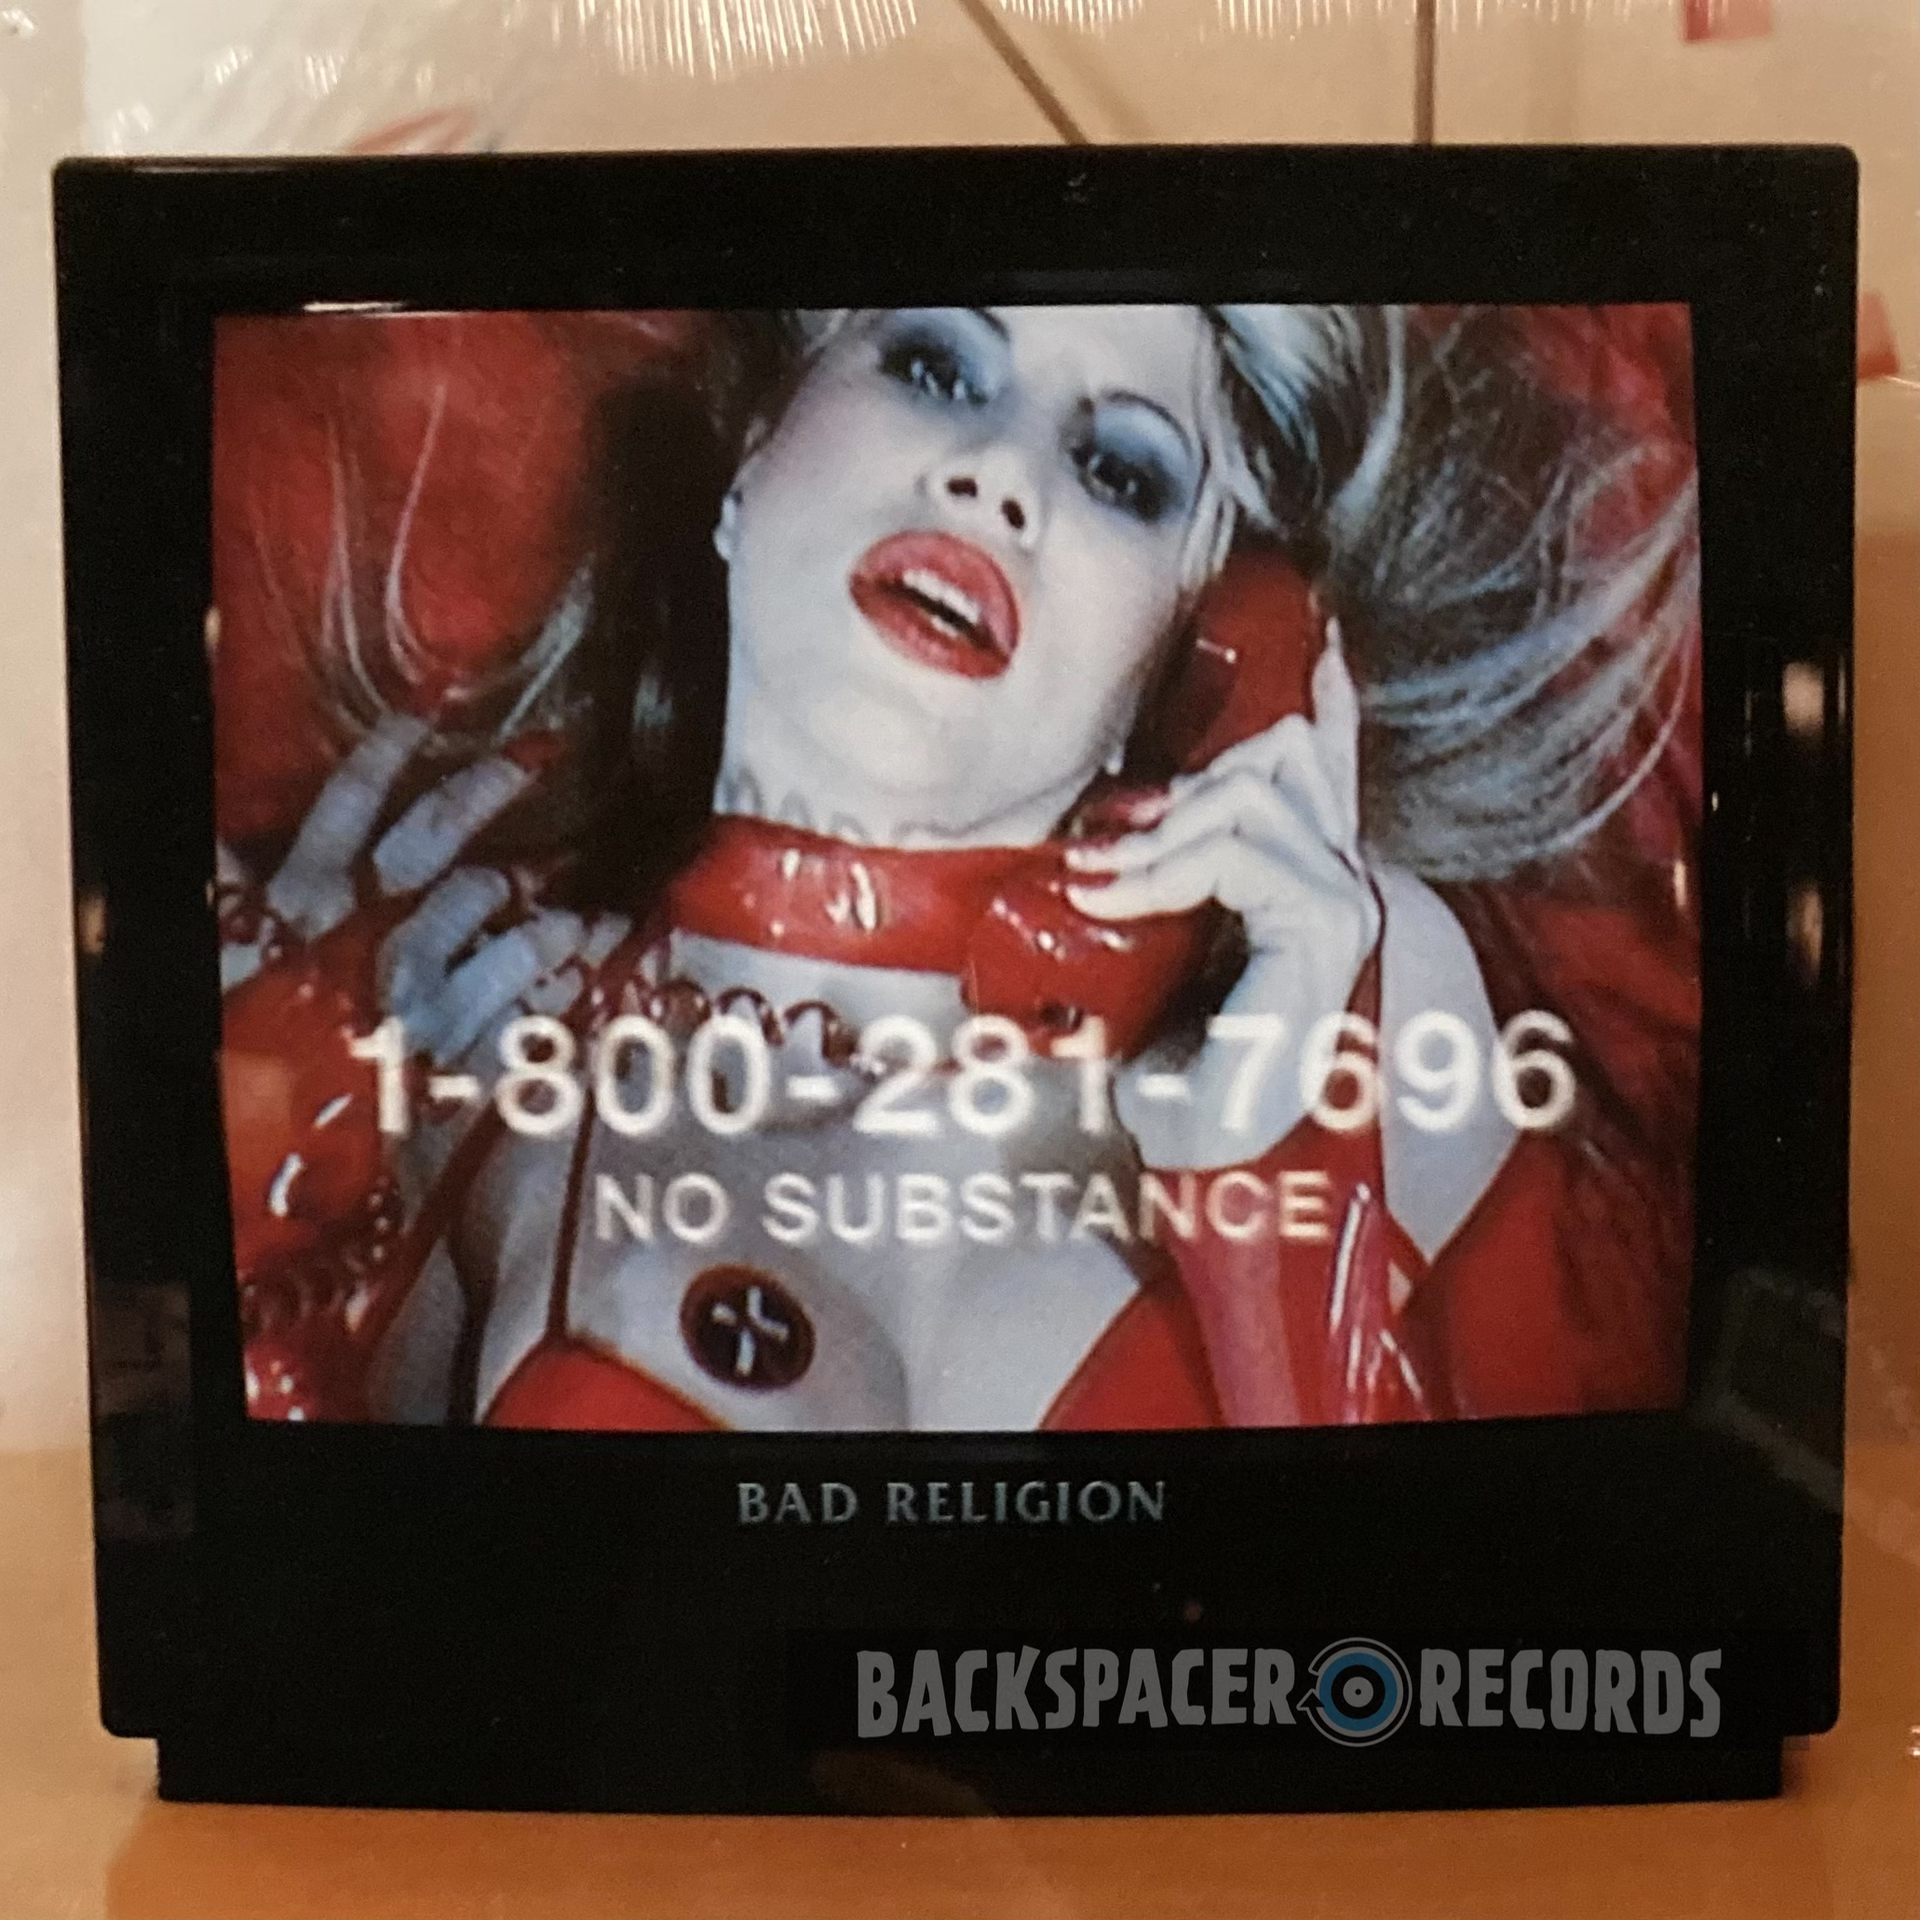 1-800-281-7696
NO SUBSTANCE
BAD RELIGION
BACKSPACER RECORDS